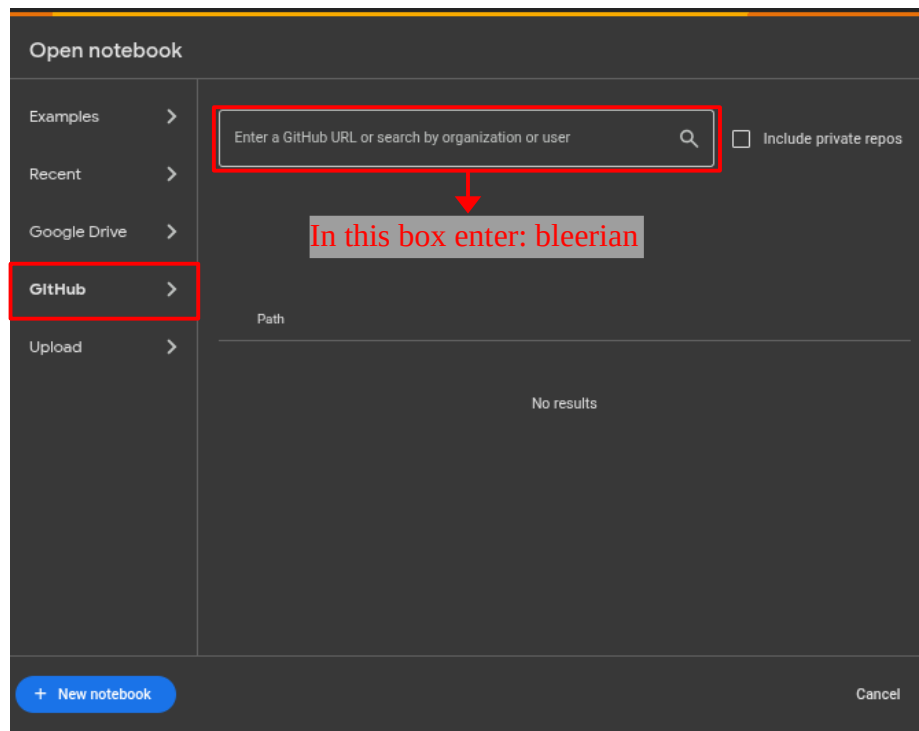 Open notebook
Examples
Recent
Google Drive
GitHub
Upload
Enter a GitHub URL or search by organization or user
Include private repos
In this box enter: bleerian
Path
No results
+ New notebook
Cancel